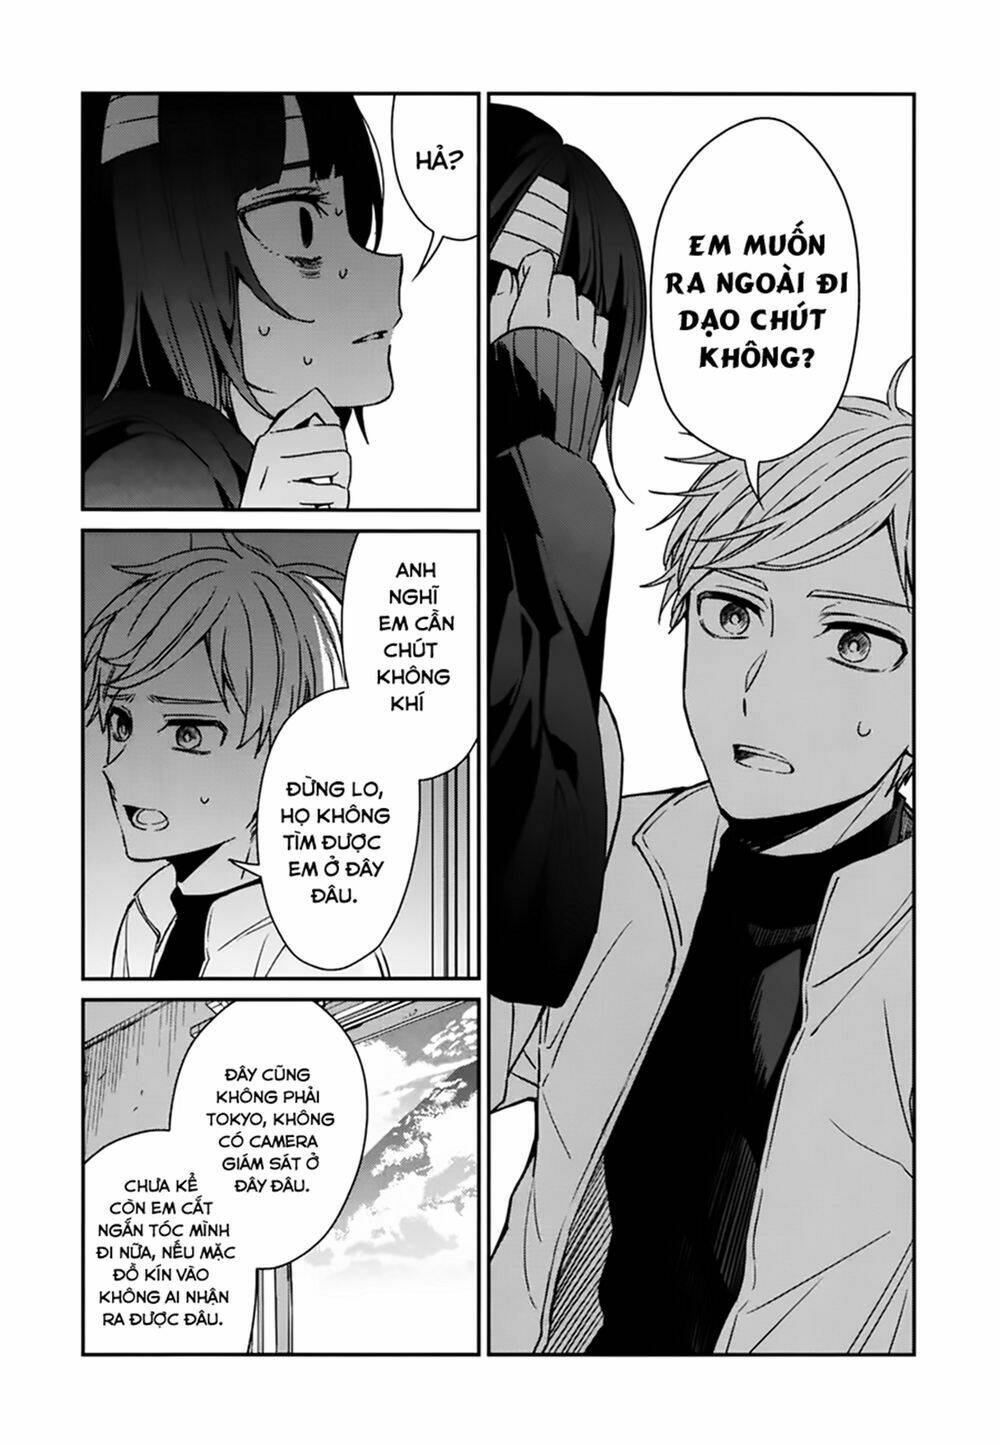 EM MUỐN
RA NGOÀI ĐI
DẠO CHÚT
KHÔNG?
HẢ?
ANH
NGHĨ
EM CẦN
CHÚT
KHÔNG
KHÍ
ĐỪNG LO,
HỌ KHÔNG
TÌM ĐƯỢC
EM Ở ĐÂY
ĐÂU.
ĐÂY CŨNG
KHÔNG PHẢI
TOKYO, KHÔNG
CÓ CAMERA
GIÁM SÁT Ở
ĐÂY ĐÂU.
CHƯA KỂ
CÒN EM CẮT
NGẮN TÓC MÌNH
ĐI NỮA, NẾU MẶC
ĐỒ KÍN VÀO
KHÔNG AI NHẬN
RA ĐƯỢC ĐÂU.